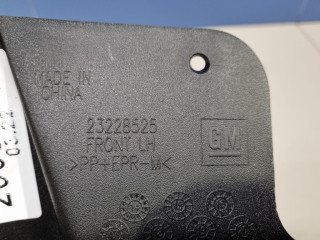 MADE IN
CHINA
23228525
FRONT LH
>PP+EPR-M<
GM